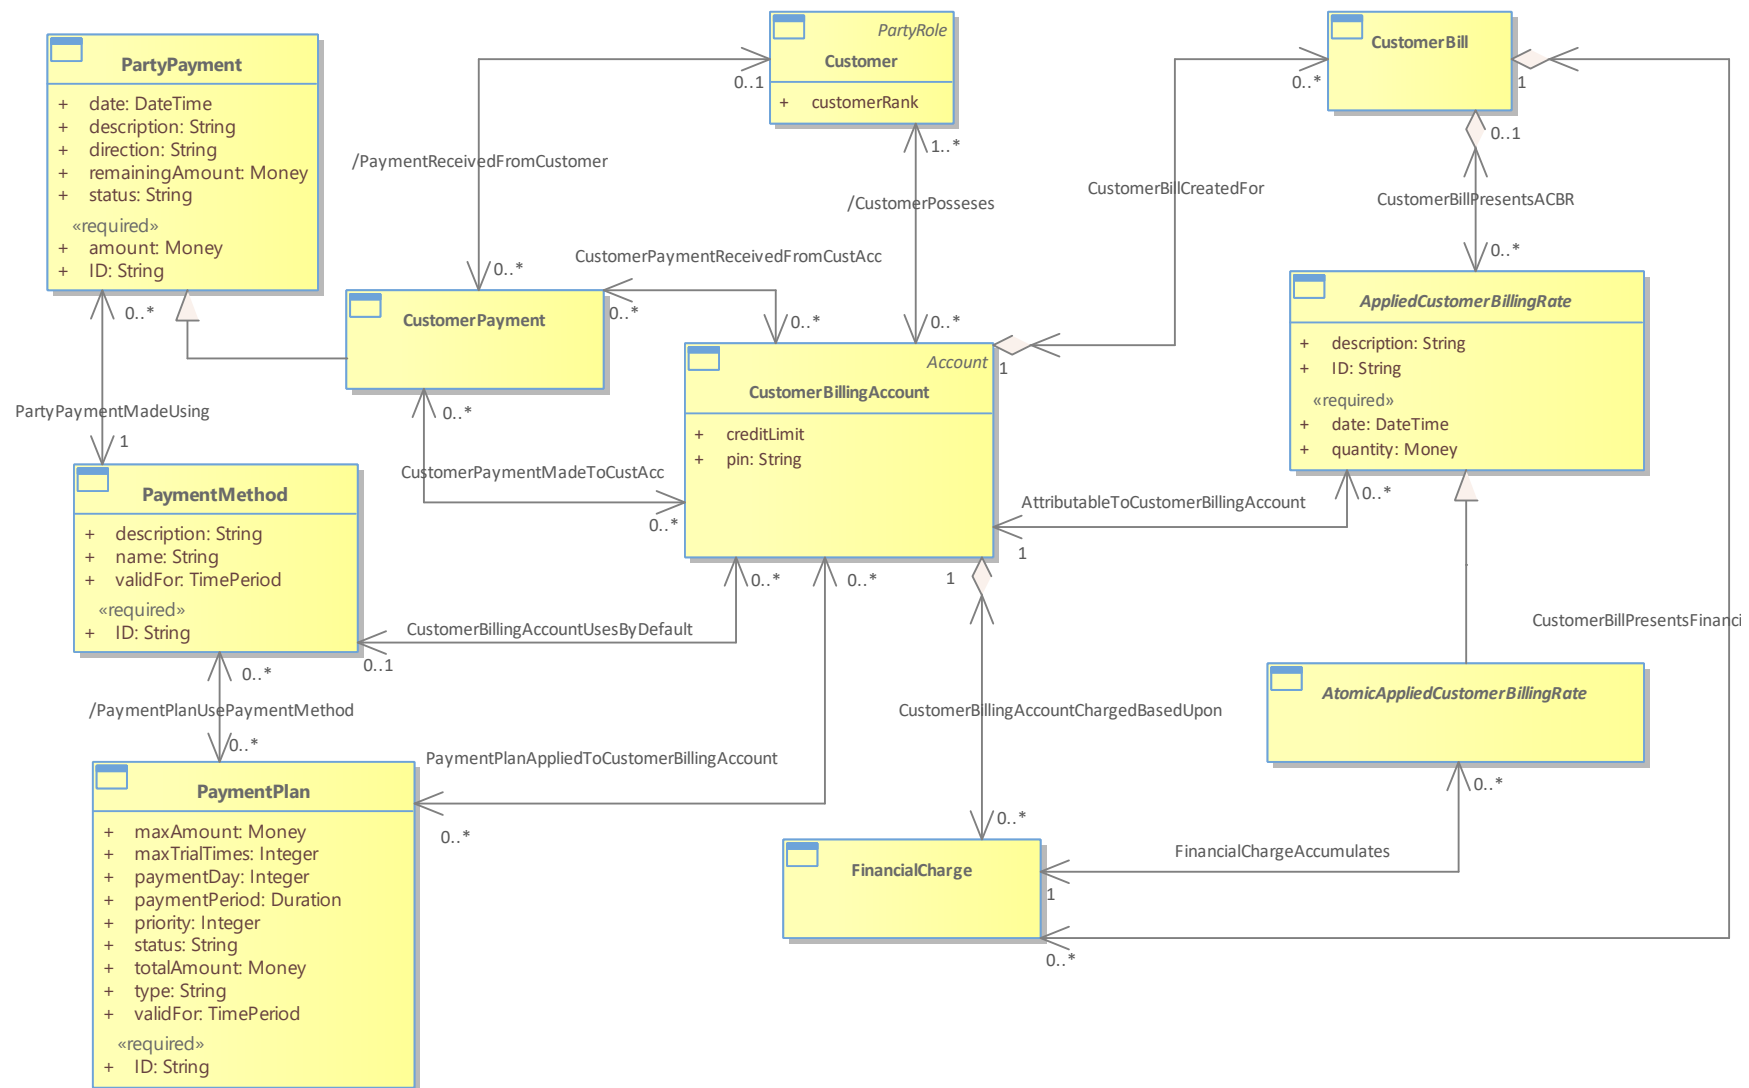 PartyPayment
+ date: DateTime
+ description: String
+ direction: String
+ remainingAmount: Money
+ status: String
«required»
+ amount: Money
+ ID: String
0..*
PartyPaymentMadeUsing
1
PartyRole
Customer
+ customerRank
0..1
/PaymentReceivedFromCustomer
0..*
1..*
/CustomerPosseses
0..*
CustomerBill
0..*
1
0..1
CustomerBillCreatedFor
1
CustomerBillPresentsACBR
0..*
CustomerPayment
CustomerPaymentReceivedFromCustAcc
0..*
0..*
0..*
CustomerPaymentMadeToCustAcc
0..*
Account
CustomerBillingAccount
+ creditLimit
+ pin: String
AppliedCustomerBillingRate
+ description: String
+ ID: String
«required»
+ date: DateTime
+ quantity: Money
0..*
AttributableToCustomerBillingAccount
1
PaymentMethod
+ description: String
+ name: String
+ validFor: TimePeriod
«required»
+ ID: String
0..*
0..*
1
CustomerBillingAccountUsesByDefault
0..1
0..*
/PaymentPlanUsePaymentMethod
0..*
CustomerBillPresentsFinanci
AtomicAppliedCustomerBillingRate
0..*
CustomerBillingAccountChargedBasedUpon
0..*
PaymentPlanAppliedToCustomerBillingAccount
0..*
PaymentPlan
+ maxAmount: Money
+ maxTrialTimes: Integer
+ paymentDay: Integer
+ paymentPeriod: Duration
+ priority: Integer
+ status: String
+ totalAmount: Money
+ type: String
+ validFor: TimePeriod
«required»
+ ID: String
FinancialCharge
FinancialChargeAccumulates
1
0..*